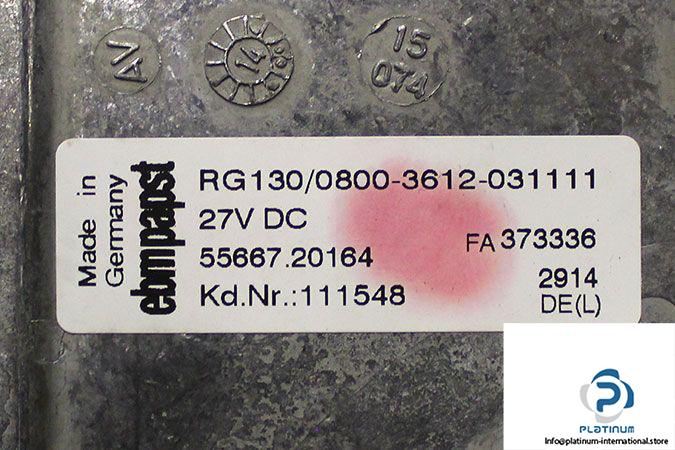 AV
14
15
074
Made in
Germany
ebmpapst
RG130/0800-3612-031111
27V DC
55667.20164
FA 373336
Kd.Nr.:111548
2914
DE(L)
PLATINUM
Info@platinum-international.store